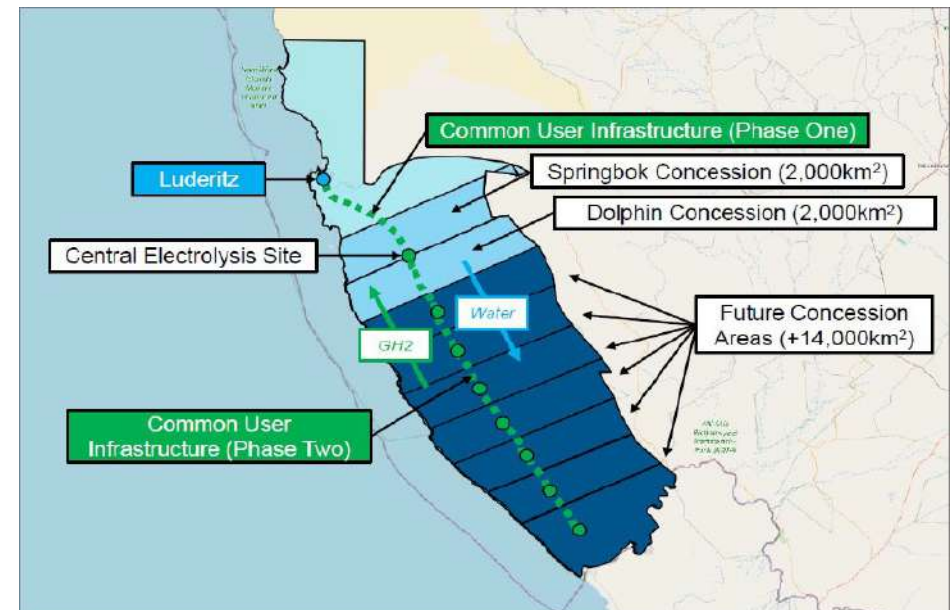 Common User Infrastructure (Phase One)
Luderitz
Springbok Concession (2,000km²)
Dolphin Concession (2,000km²)
Central Electrolysis Site
Water
GH2
Future Concession
Areas (+14,000km²)
Common User
Infrastructure (Phase Two)